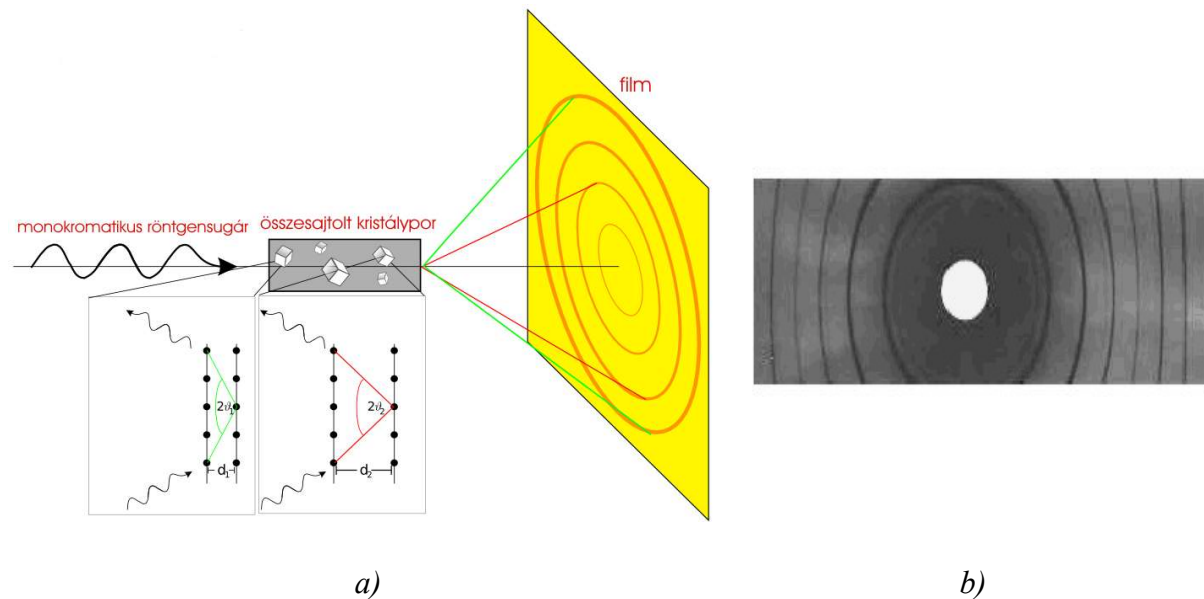 film
monokromatikus röntgensugár
összesajtolt kristálypor
2ϑ₁
2ϑ₂
d₁
d₂
a)
b)